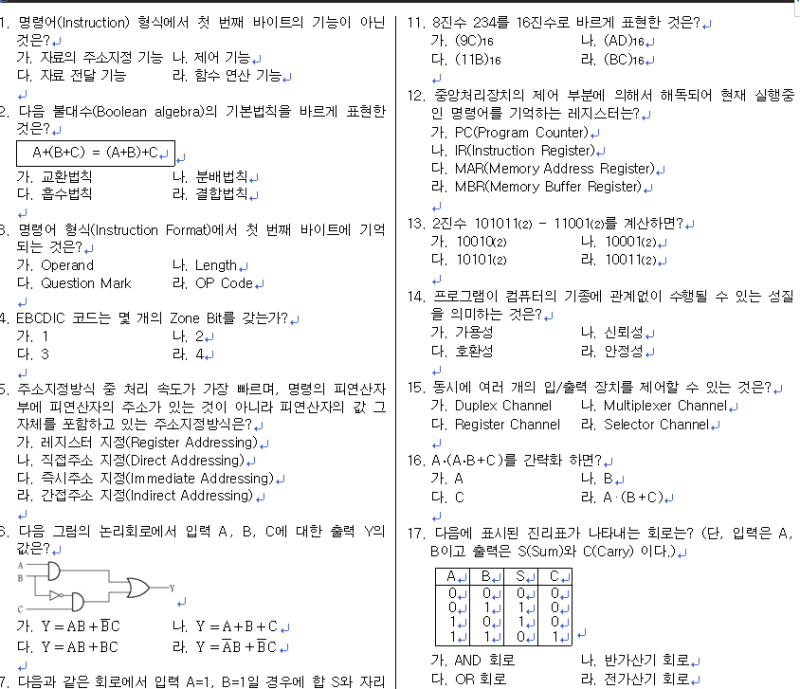 1. 명령어(Instruction) 형식에서 첫 번째 바이트의 기능이 아닌
것은?
가. 자료의 주소지정 기능 나. 제어 기능
다. 자료 전달 기능 라. 함수 연산 기능
2. 다음 불대수(Boolean algebra)의 기본법칙을 바르게 표현한
것은?
A+(B+C) = (A+B)+C
가. 교환법칙 나. 분배법칙
다. 흡수법칙 라. 결합법칙
3. 명령어 형식(Instruction Format)에서 첫 번째 바이트에 기억
되는 것은?
가. Operand 나. Length
다. Question Mark 라. OP Code
4. EBCDIC 코드는 몇 개의 Zone Bit를 갖는가?
가. 1 나. 2
다. 3 라. 4
5. 주소지정방식 중 처리 속도가 가장 빠르며, 명령의 피연산자
부에 피연산자의 주소가 있는 것이 아니라 피연산자의 값 그
자체를 포함하고 있는 주소지정방식은?
가. 레지스터 지정(Register Addressing)
나. 직접주소 지정(Direct Addressing)
다. 즉시주소 지정(Immediate Addressing)
라. 간접주소 지정(Indirect Addressing)
6. 다음 그림의 논리회로에서 입력 A, B, C에 대한 출력 Y의
값은?
A
B
Y
C
가. Y=AB+B̅C 나. Y=A+B+C
다. Y=AB+BC 라. Y=A̅B+B̅C
7. 다음과 같은 회로에서 입력 A=1, B=1일 경우에 합 S와 자리
11. 8진수 234를 16진수로 바르게 표현한 것은?
가. (9C)16 나. (AD)16
다. (11B)16 라. (BC)16
12. 중앙처리장치의 제어 부분에 의해서 해독되어 현재 실행중
인 명령어를 기억하는 레지스터는?
가. PC(Program Counter)
나. IR(Instruction Register)
다. MAR(Memory Address Register)
라. MBR(Memory Buffer Register)
13. 2진수 101011(2) - 11001(2)를 계산하면?
가. 10010(2) 나. 10001(2)
다. 10101(2) 라. 10011(2)
14. 프로그램이 컴퓨터의 기종에 관계없이 수행될 수 있는 성질
을 의미하는 것은?
가. 가용성 나. 신뢰성
다. 호환성 라. 안정성
15. 동시에 여러 개의 입/출력 장치를 제어할 수 있는 것은?
가. Duplex Channel 나. Multiplexer Channel
다. Register Channel 라. Selector Channel
16. A·(A·B+C)를 간략화 하면?
가. A 나. B
다. C 라. A·(B+C)
17. 다음에 표시된 진리표가 나타내는 회로는? (단, 입력은 A,
B이고 출력은 S(Sum)와 C(Carry) 이다.)
A B S C
0 0 0 0
0 1 1 0
1 0 1 0
1 1 0 1
가. AND 회로 나. 반가산기 회로
다. OR 회로 라. 전가산기 회로